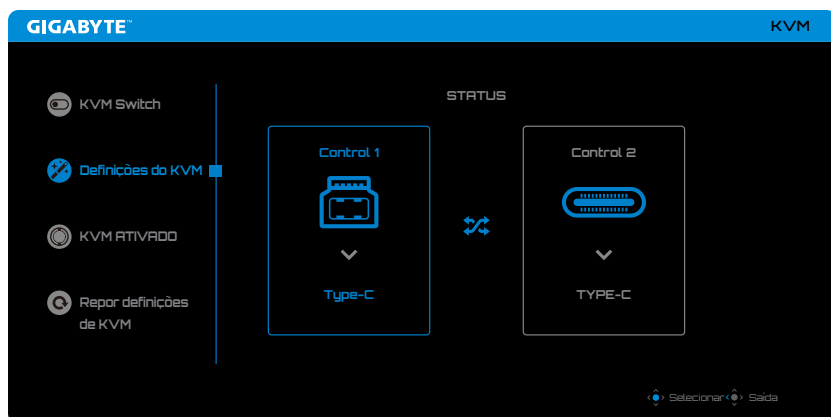 GIGABYTE™
KVM
KVM Switch
STATUS
Control 1
Control 2
Definições do KVM
KVM ATIVADO
Type-C
TYPE-C
Repor definições
de KVM
Selecionar
Saída